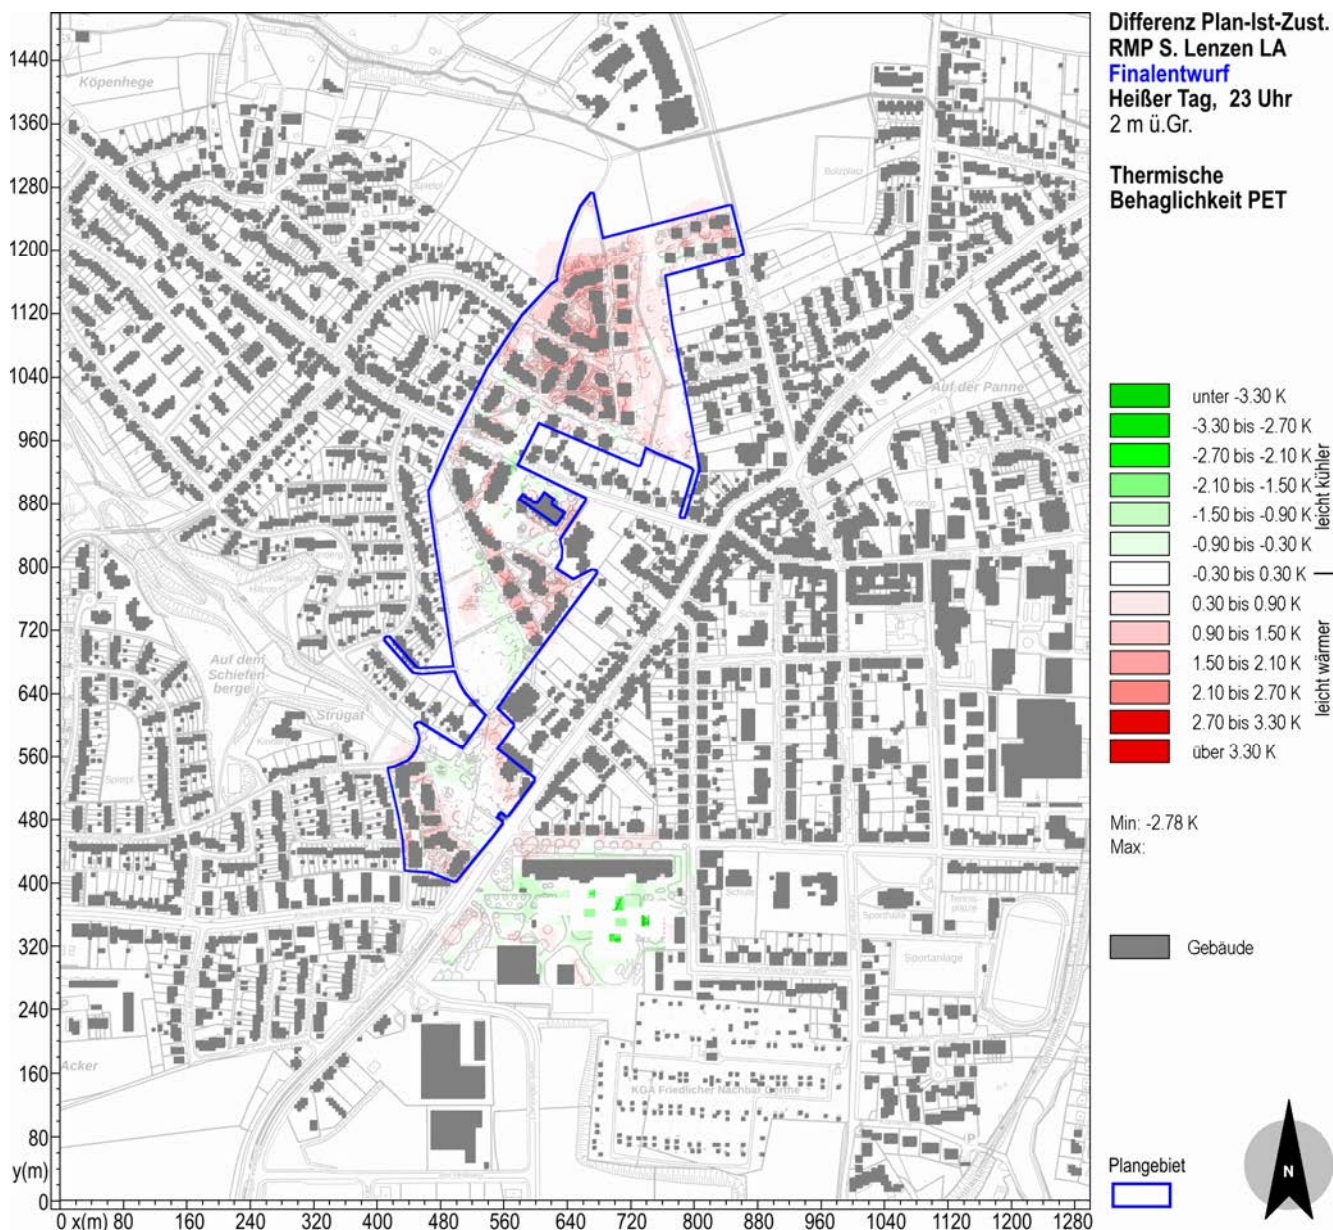 Differenz Plan-Ist-Zust.
RMP S. Lenzen LA
Finalentwurf
Heißer Tag, 23 Uhr
2 m ü.Gr.
Thermische
Behaglichkeit PET
unter -3.30 K
-3.30 bis -2.70 K
-2.70 bis -2.10 K
-2.10 bis -1.50 K
-1.50 bis -0.90 K
-0.90 bis -0.30 K
-0.30 bis 0.30 K
0.30 bis 0.90 K
0.90 bis 1.50 K
1.50 bis 2.10 K
2.10 bis 2.70 K
2.70 bis 3.30 K
über 3.30 K
leicht kühler
leicht wärmer
Min: -2.78 K
Max:
Gebäude
Plangebiet
N
1440
1360
1280
1200
1120
1040
960
880
800
720
640
560
480
400
320
240
160
80
y(m)
0
0 x(m) 80 160 240 320 400 480 560 640 720 800 880 960 1040 1120 1200 1280
Köpenhege
Bolzplatz
Auf der Panne
Auf dem
Schiefen-
berge
Strügal
Spielpl.
Schule
Sporthalle
Tennis-
plätze
Sportanlage
Acker
KGA Friedlicher Nachbar Gerthe
P